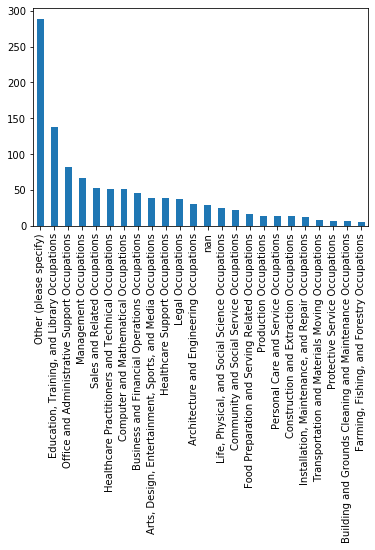 300
250
200
150
100
50
0
Other (please specify)
Education, Training, and Library Occupations
Office and Administrative Support Occupations
Management Occupations
Sales and Related Occupations
Healthcare Practitioners and Technical Occupations
Computer and Mathematical Occupations
Business and Financial Operations Occupations
Arts, Design, Entertainment, Sports, and Media Occupations
Healthcare Support Occupations
Legal Occupations
Architecture and Engineering Occupations
nan
Life, Physical, and Social Science Occupations
Community and Social Service Occupations
Food Preparation and Serving Related Occupations
Production Occupations
Personal Care and Service Occupations
Construction and Extraction Occupations
Installation, Maintenance, and Repair Occupations
Transportation and Materials Moving Occupations
Protective Service Occupations
Building and Grounds Cleaning and Maintenance Occupations
Farming, Fishing, and Forestry Occupations